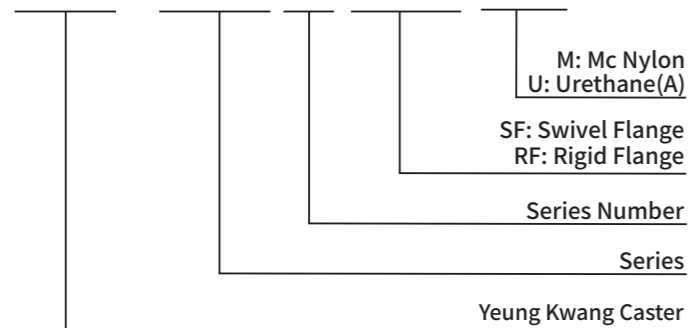 M: Mc Nylon
U: Urethane(A)
SF: Swivel Flange
RF: Rigid Flange
Series Number
Series
Yeung Kwang Caster